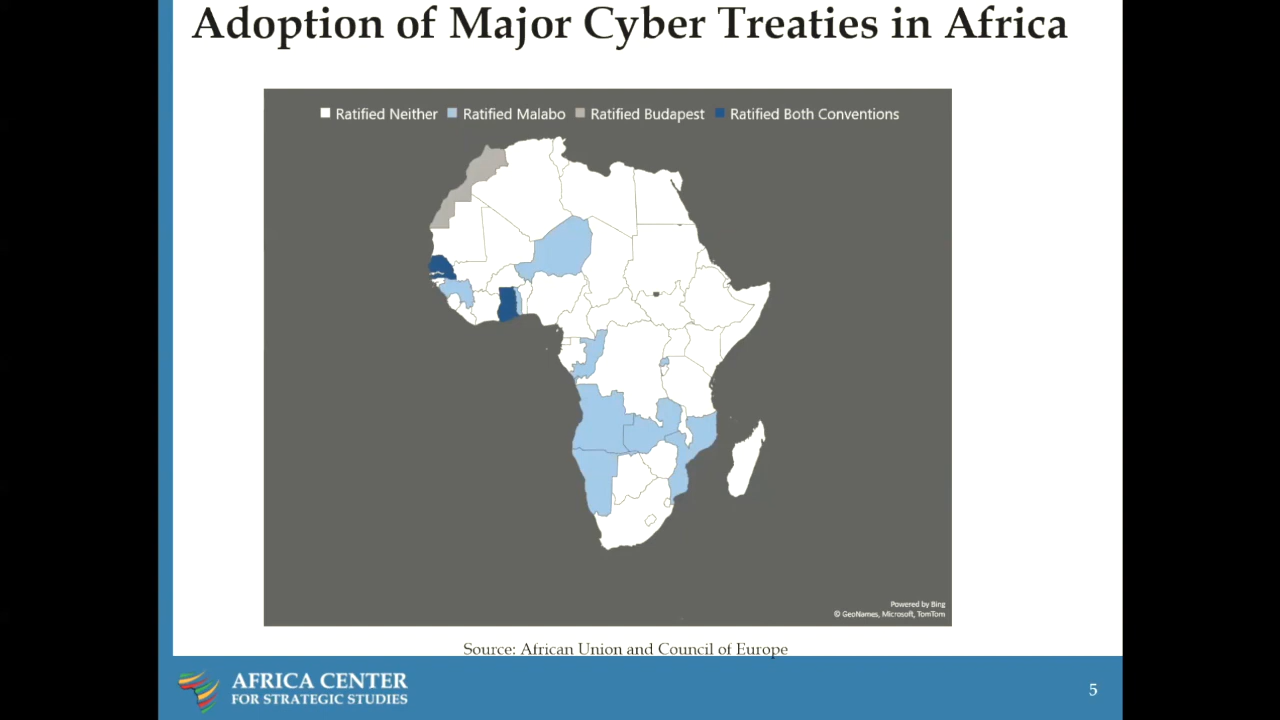 Adoption of Major Cyber Treaties in Africa
Ratified Neither Ratified Malabo Ratified Budapest Ratified Both Conventions
Powered by Bing
© GeoNames, Microsoft, TomTom
Source: African Union and Council of Europe
AFRICA CENTER
FOR STRATEGIC STUDIES
5